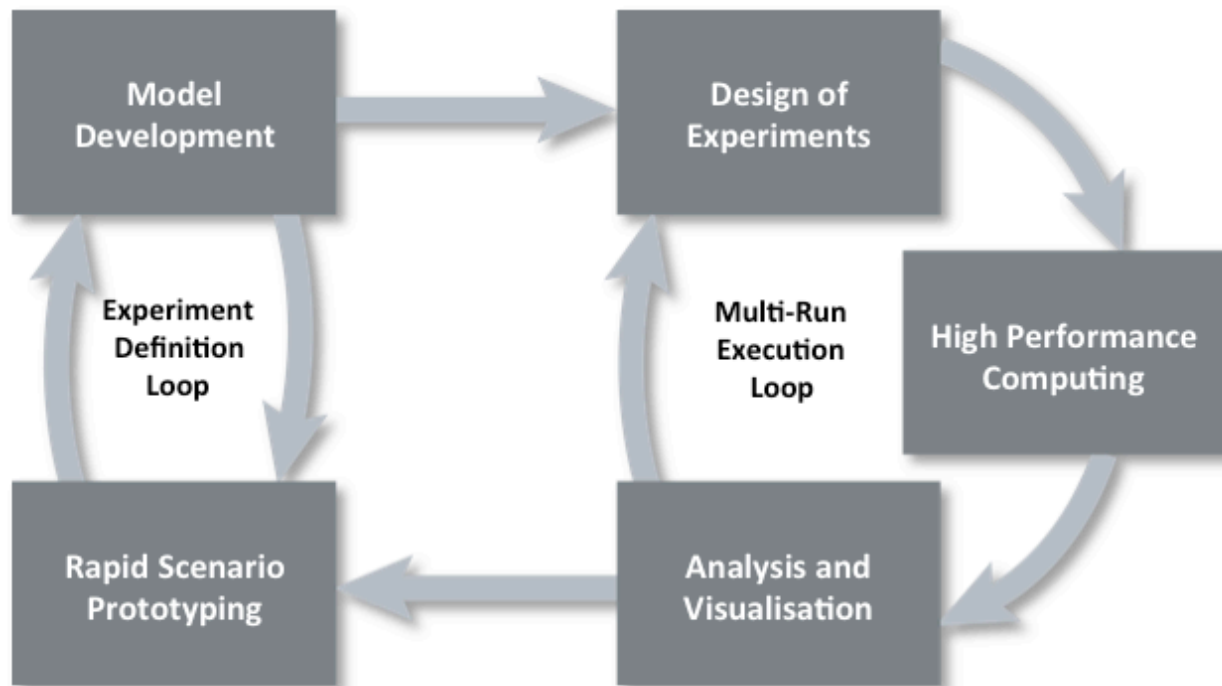 Model
Development
Design of
Experiments
Experiment
Definition
Loop
Multi-Run
Execution
Loop
High Performance
Computing
Rapid Scenario
Prototyping
Analysis and
Visualisation